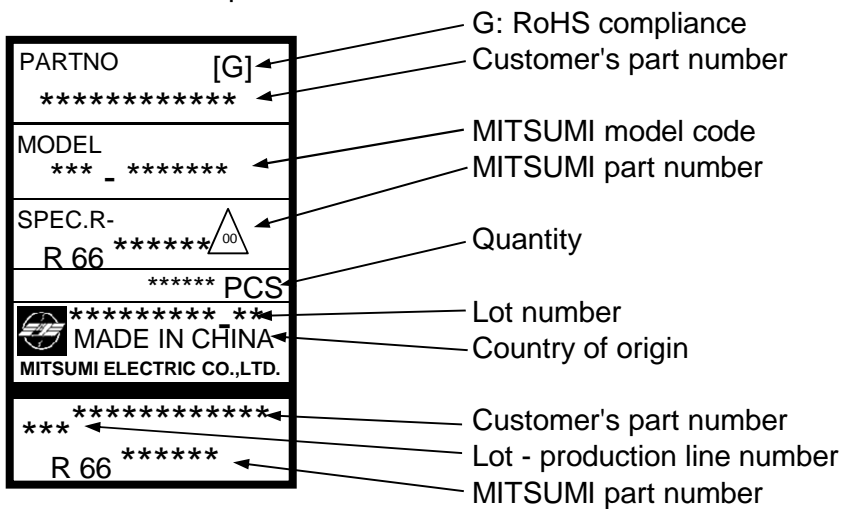 G: RoHS compliance
PARTNO [G]
Customer's part number
************
MODEL
MITSUMI model code
*** - *******
MITSUMI part number
SPEC.R-
R 66 ****** 00
Quantity
****** PCS
*********-**
Lot number
MADE IN CHINA
Country of origin
MITSUMI ELECTRIC CO.,LTD.
************
Customer's part number
***
Lot - production line number
R 66 ******
MITSUMI part number